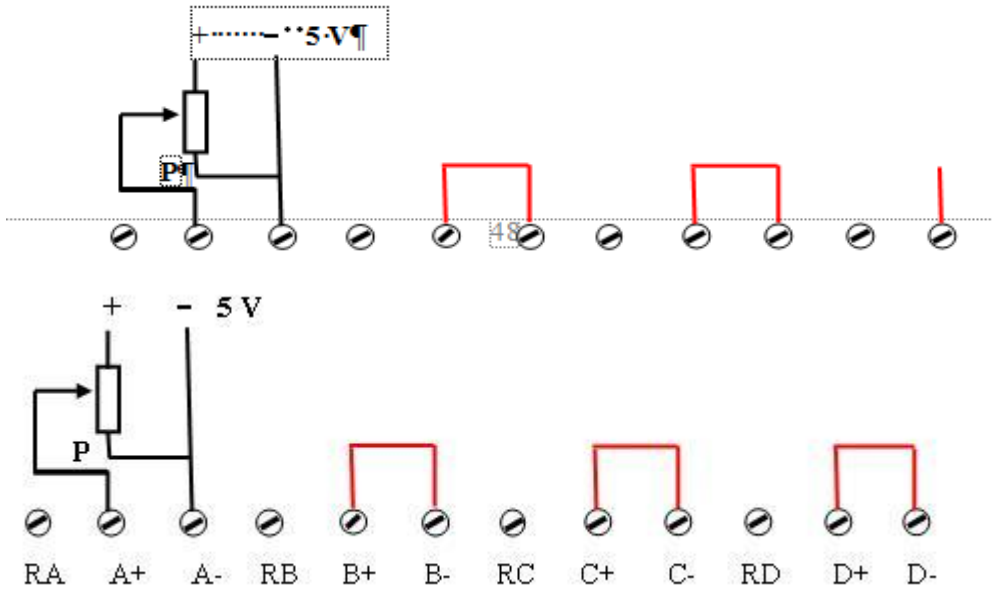 +·······–··5·V¶
P¶
48
+ – 5 V
P
RA A+ A- RB B+ B- RC C+ C- RD D+ D-